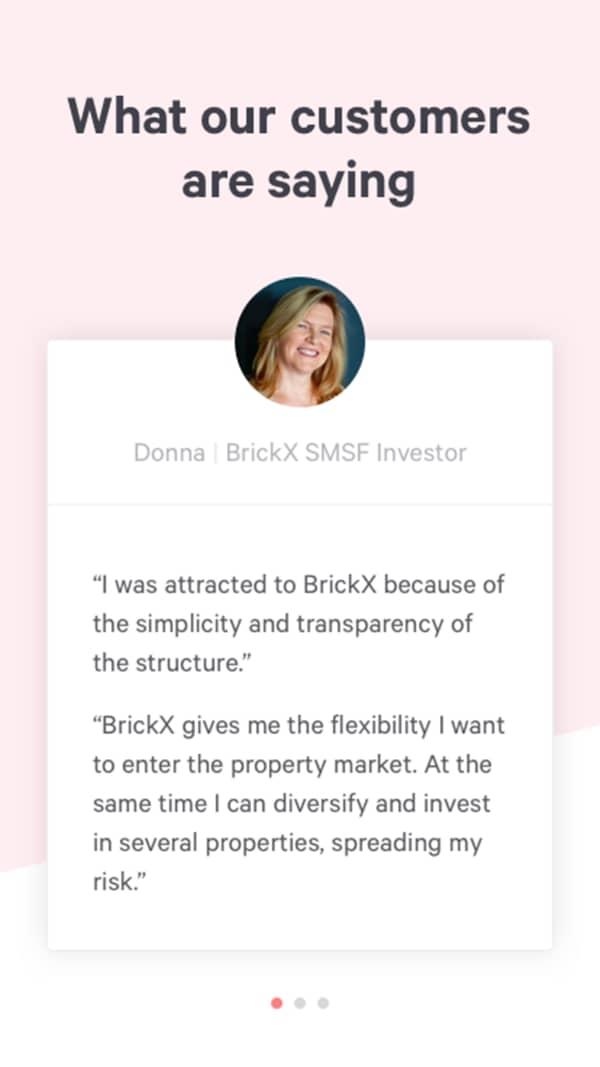 What our customers
are saying
Donna | BrickX SMSF Investor
“I was attracted to BrickX because of
the simplicity and transparency of
the structure.”
“BrickX gives me the flexibility I want
to enter the property market. At the
same time I can diversify and invest
in several properties, spreading my
risk.”